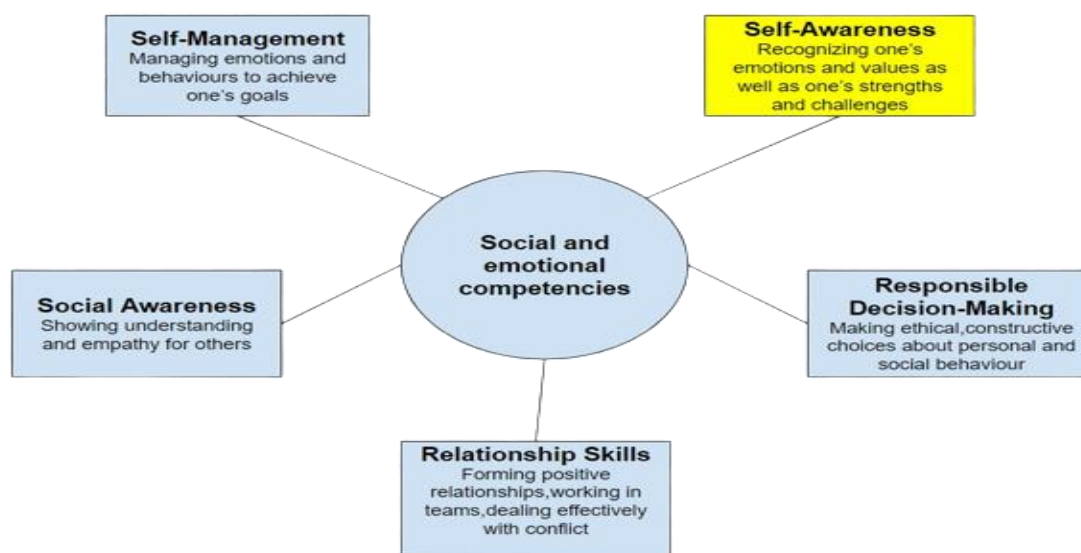 Self-Management
Managing emotions and
behaviours to achieve
one's goals
Self-Awareness
Recognizing one's
emotions and values as
well as one's strengths
and challenges
Social and
emotional
competencies
Social Awareness
Showing understanding
and empathy for others
Responsible
Decision-Making
Making ethical,constructive
choices about personal and
social behaviour
Relationship Skills
Forming positive
relationships,working in
teams,dealing effectively
with conflict